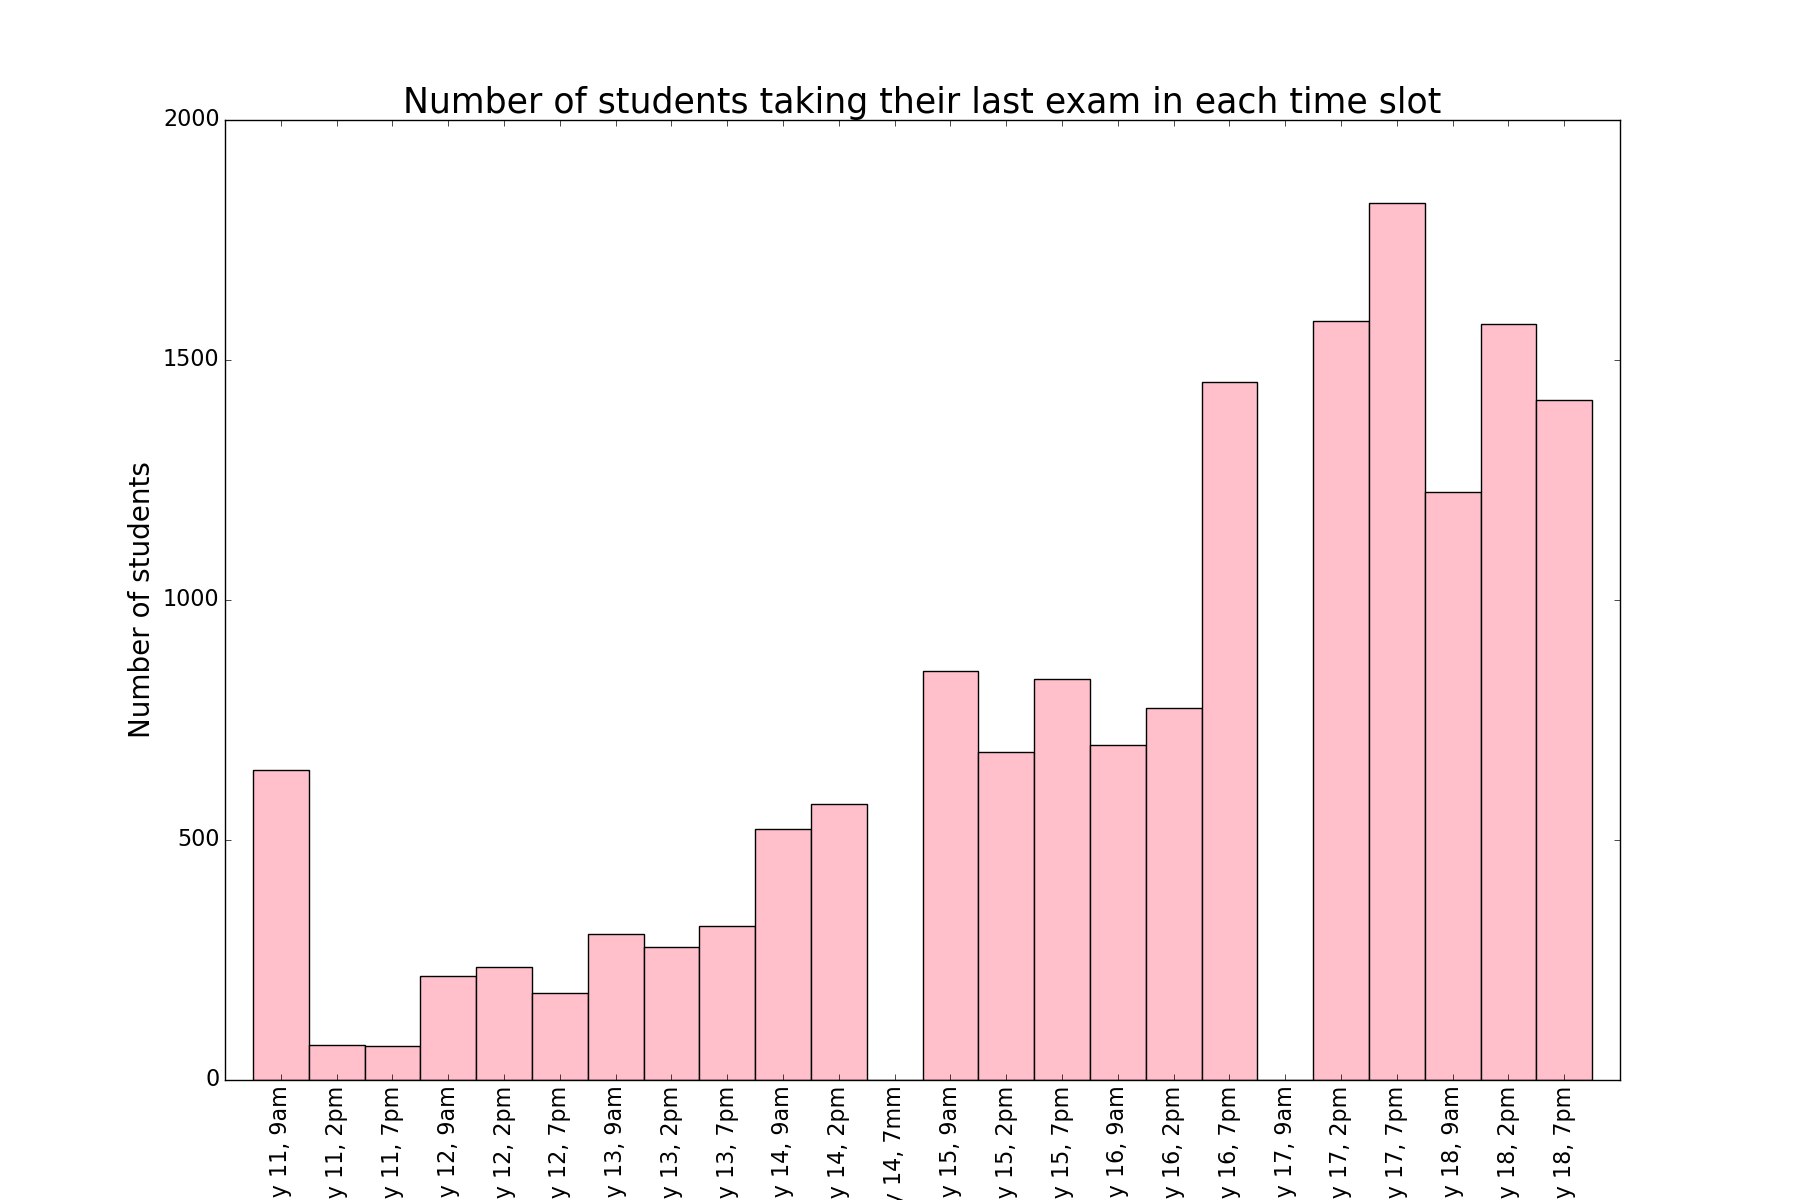 Number of students taking their last exam in each time slot
Number of students
2000
1500
1000
500
0
y 11, 9am
y 11, 2pm
y 11, 7pm
y 12, 9am
y 12, 2pm
y 12, 7pm
y 13, 9am
y 13, 2pm
y 13, 7pm
y 14, 9am
y 14, 2pm
y 14, 7mm
y 15, 9am
y 15, 2pm
y 15, 7pm
y 16, 9am
y 16, 2pm
y 16, 7pm
y 17, 9am
y 17, 2pm
y 17, 7pm
y 18, 9am
y 18, 2pm
y 18, 7pm